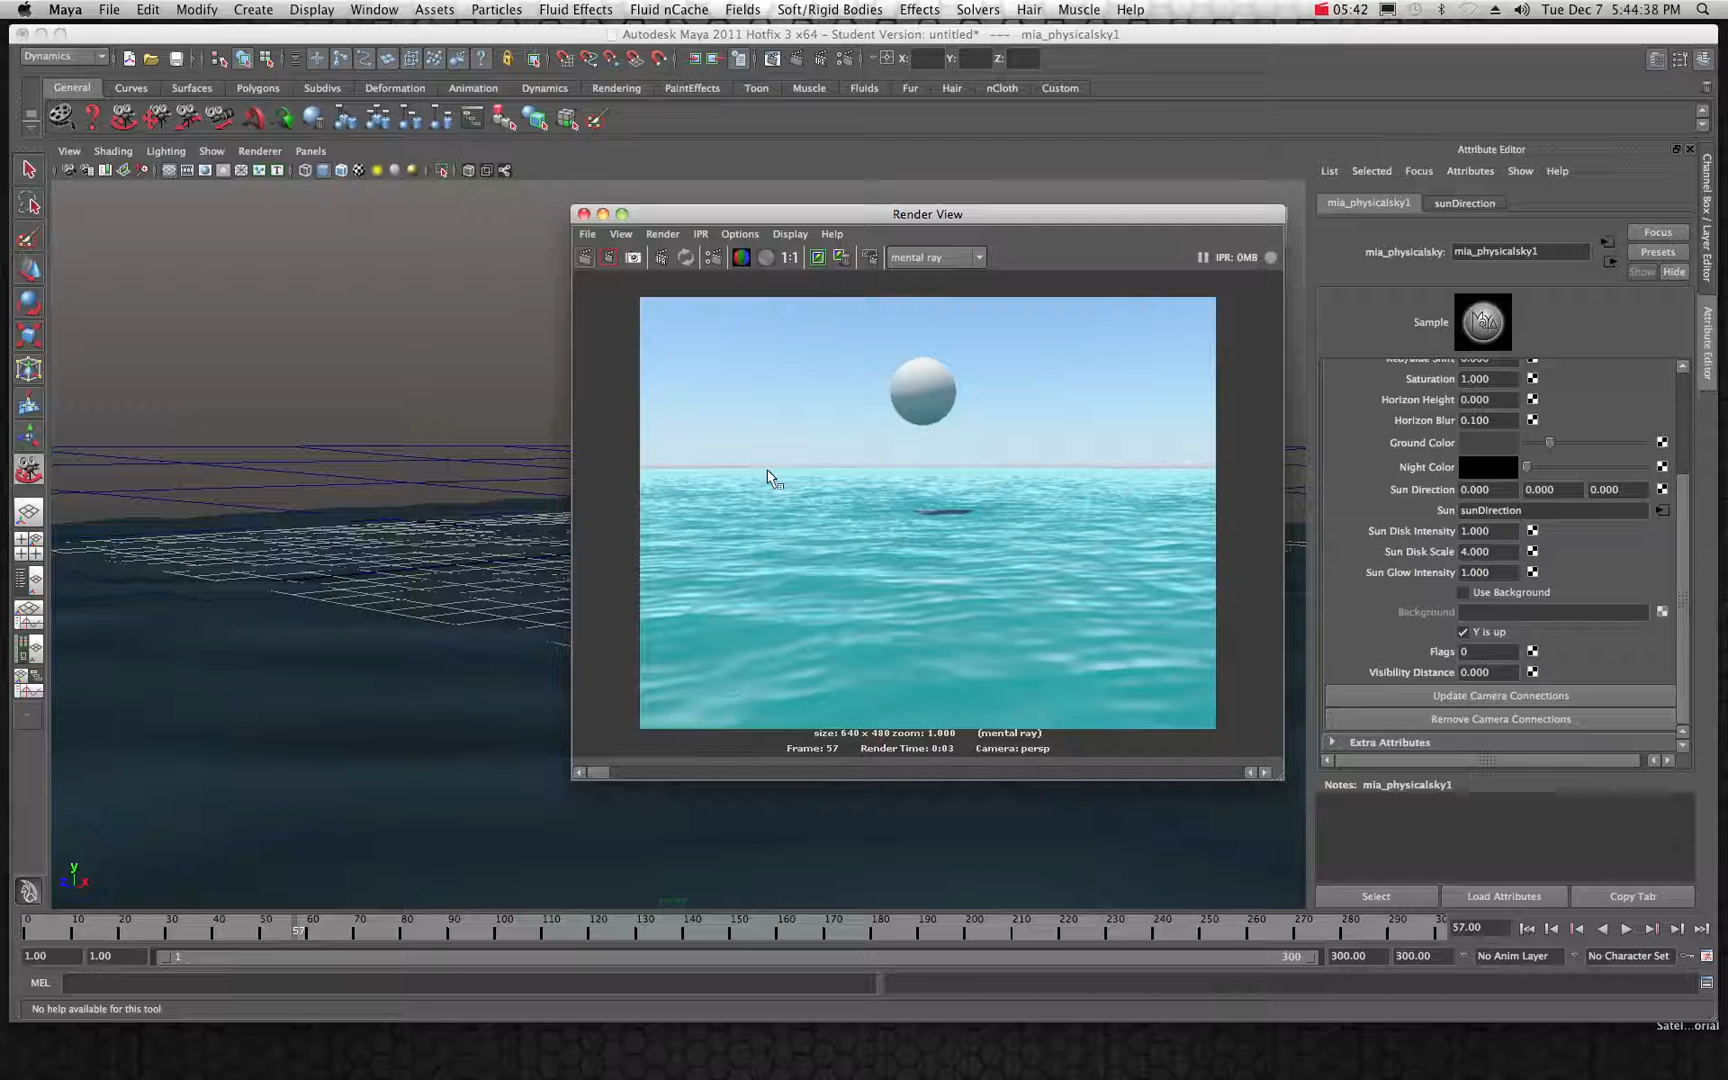 Maya File Edit Modify Create Display Window Assets Particles Fluid Effects Fluid nCache Fields Soft/Rigid Bodies Effects Solvers Hair Muscle Help 05:42 Tue Dec 7 5:44:38 PM
Autodesk Maya 2011 Hotfix 3 x64 – Student Version: untitled* --- mia_physicalsky1
Dynamics X: Y: Z:
General Curves Surfaces Polygons Subdivs Deformation Animation Dynamics Rendering PaintEffects Toon Muscle Fluids Fur Hair nCloth Custom
View Shading Lighting Show Renderer Panels
Attribute Editor
List Selected Focus Attributes Show Help
mia_physicalsky1 sunDirection
Channel Box / Layer Editor
Attribute Editor
Focus
mia_physicalsky: mia_physicalsky1 Presets
Show Hide
Sample
Red/Blue Shift 0.000
Saturation 1.000
Horizon Height 0.000
Horizon Blur 0.100
Ground Color
Night Color
Sun Direction 0.000 0.000 0.000
Sun sunDirection
Sun Disk Intensity 1.000
Sun Disk Scale 4.000
Sun Glow Intensity 1.000
Use Background
Background
Y is up
Flags 0
Visibility Distance 0.000
Update Camera Connections
Remove Camera Connections
Extra Attributes
Notes: mia_physicalsky1
Select Load Attributes Copy Tab
Render View
File View Render IPR Options Display Help
1:1 mental ray IPR: 0MB
size: 640 x 480 zoom: 1.000 (mental ray)
Frame: 57 Render Time: 0:03 Camera: persp
y
z x
persp
0 10 20 30 40 50 60 70 80 90 100 110 120 130 140 150 160 170 180 190 200 210 220 230 240 250 260 270 280 290 30
57 57.00
1.00 1.00 1 300 300.00 300.00 No Anim Layer No Character Set
MEL
No help available for this tool
Satel...orial